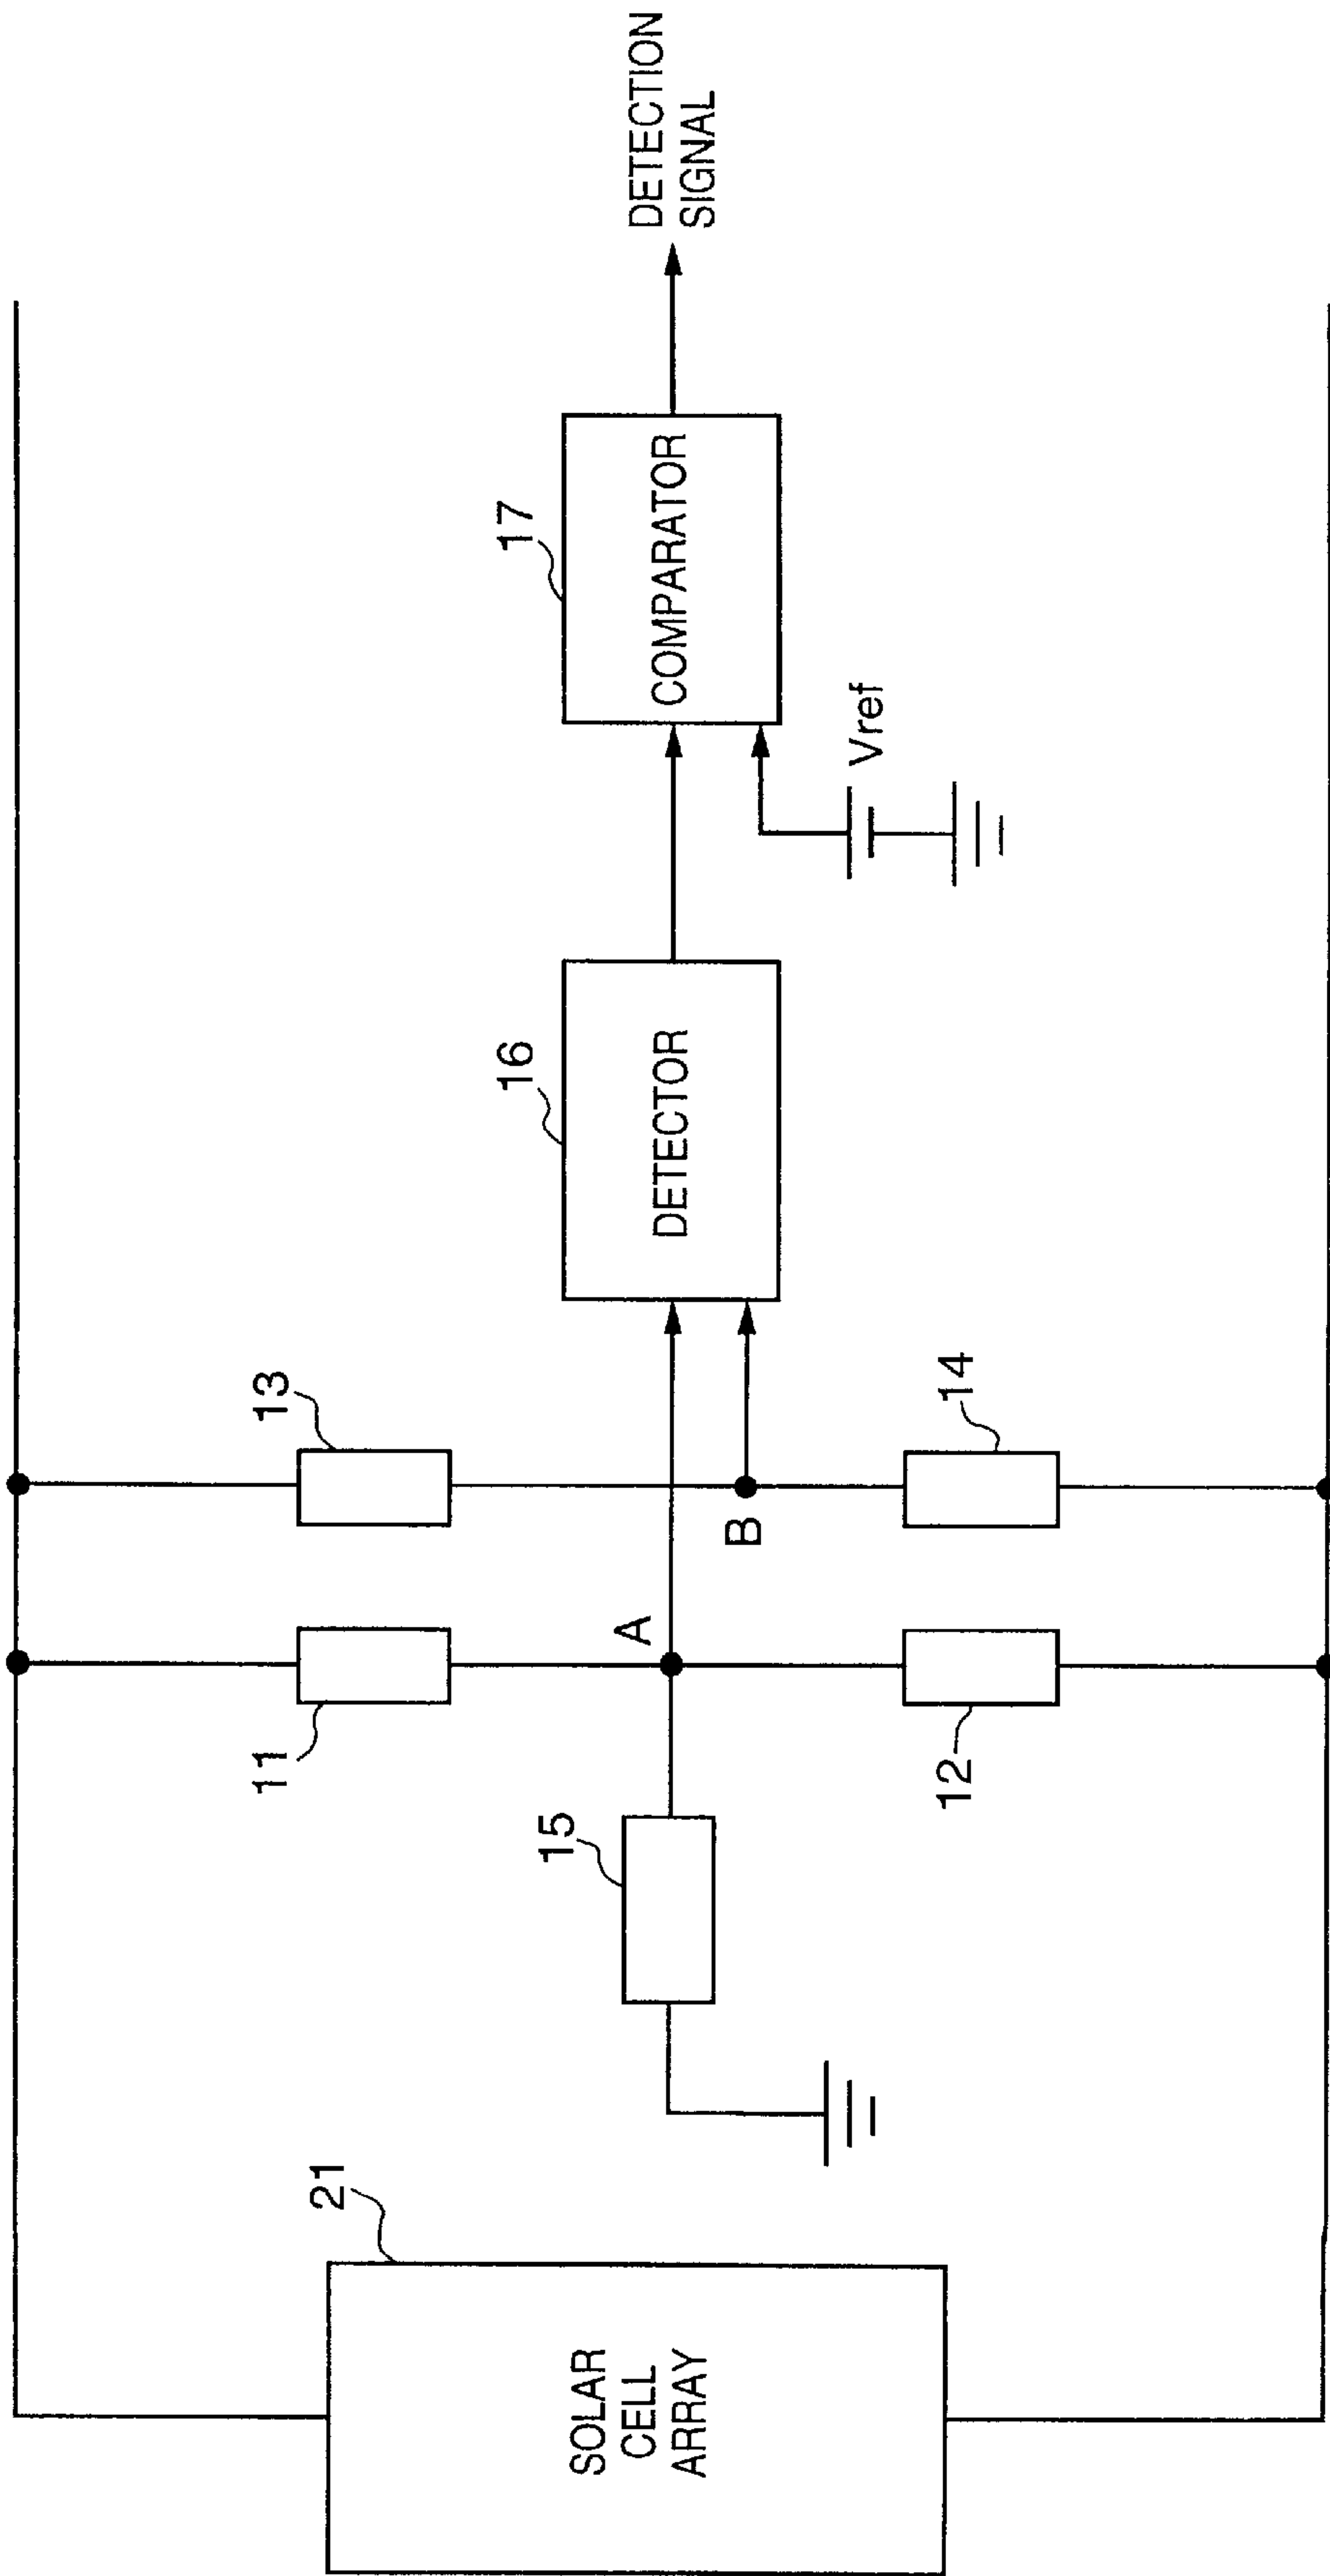 21
SOLAR
CELL
ARRAY
15
11
12
A
13
B
14
16
DETECTOR
17
COMPARATOR
Vref
DETECTION
SIGNAL